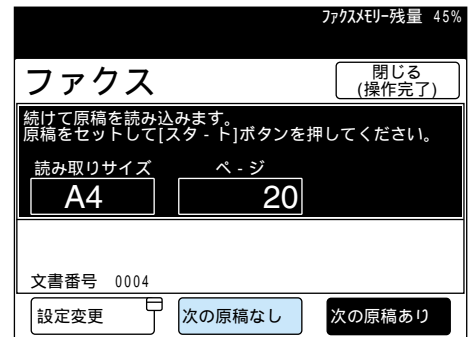 ファクスメモリー残量 45%
ファクス
閉じる
(操作完了)
続けて原稿を読み込みます。
原稿をセットして[スタ-ト]ボタンを押してください。
読み取りサイズ ペ-ジ
A4 20
文書番号 0004
設定変更 次の原稿なし 次の原稿あり